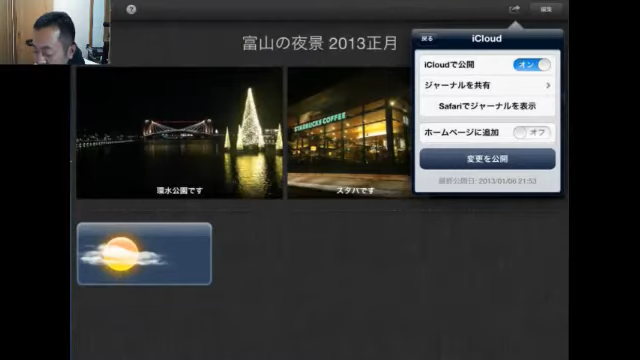 編集
富山の夜景 2013正月
戻る
iCloud
iCloudで公開
オン
ジャーナルを共有
Safariでジャーナルを表示
ホームページに追加
オフ
変更を公開
最終公開日: 2013/01/06 21:53
STARBUCKS COFFEE
環水公園です
スタバです